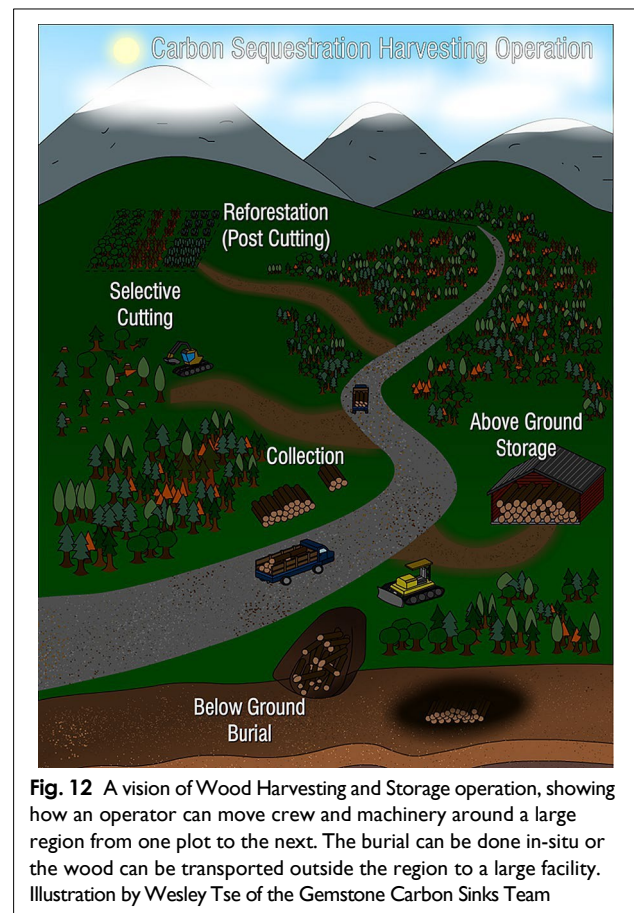 Carbon Sequestration Harvesting Operation
Reforestation
(Post Cutting)
Selective
Cutting
Above Ground
Storage
Collection
Below Ground
Burial
Fig. 12 A vision of Wood Harvesting and Storage operation, showing
how an operator can move crew and machinery around a large
region from one plot to the next. The burial can be done in-situ or
the wood can be transported outside the region to a large facility.
Illustration by Wesley Tse of the Gemstone Carbon Sinks Team